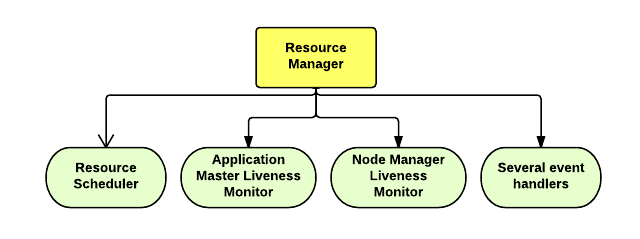 Resource
Manager
Resource
Scheduler
Application
Master Liveness
Monitor
Node Manager
Liveness
Monitor
Several event
handlers